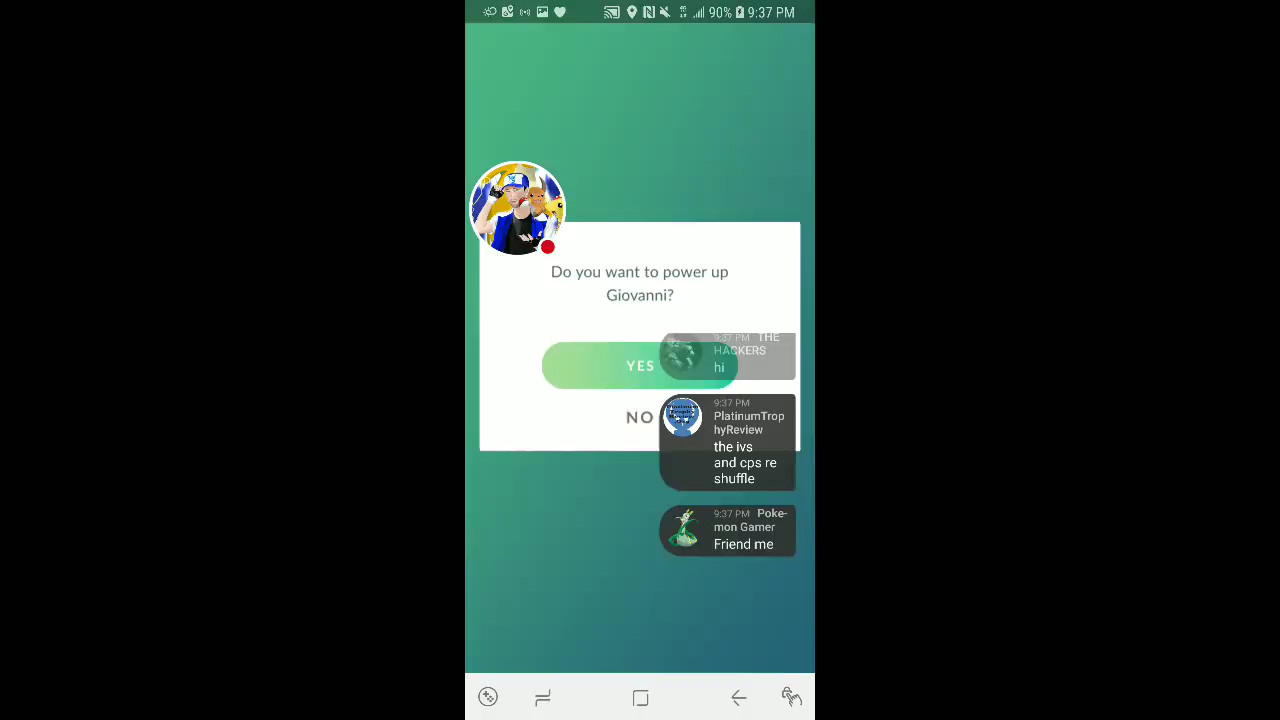 90% 9:37 PM
Do you want to power up
Giovanni?
YES
NO
9:37 PM THE
HACKERS
hi
9:37 PM
PlatinumTrop
hyReview
the ivs
and cps re
shuffle
9:37 PM Poke-
mon Gamer
Friend me